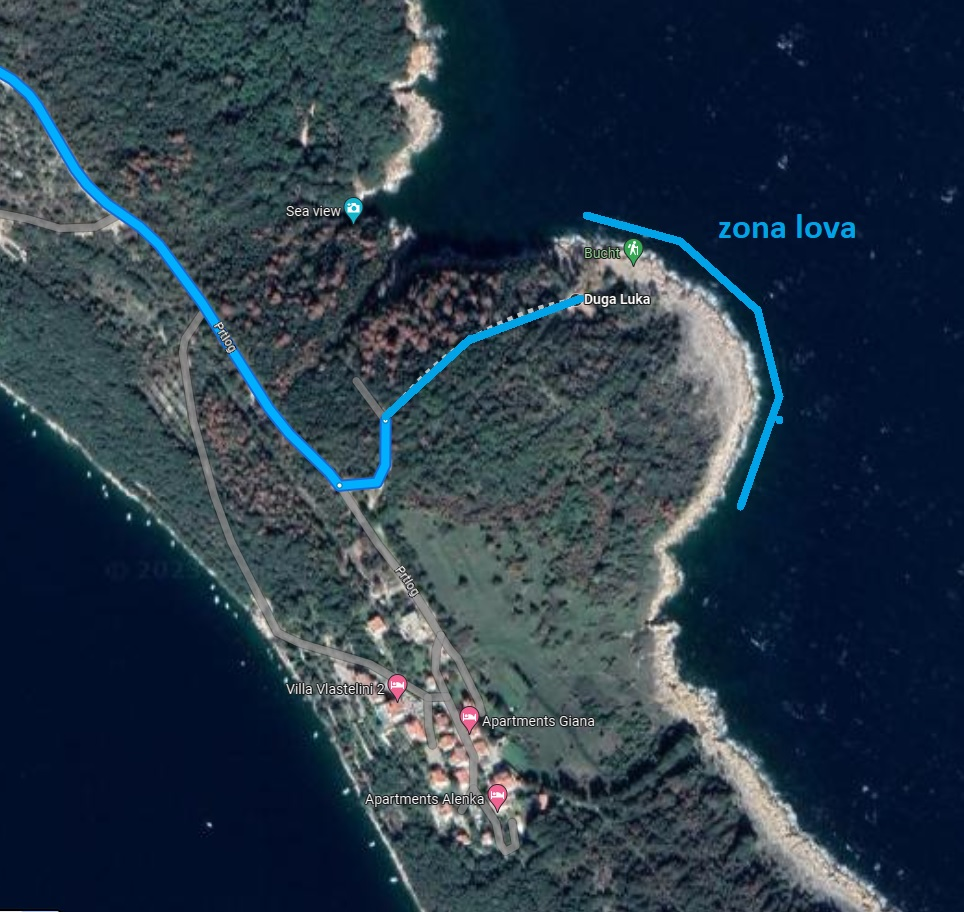 Sea view
zona lova
Bucht
Duga Luka
Prtlog
Prtlog
Villa Vlastelini 2
Apartments Giana
Apartments Alenka